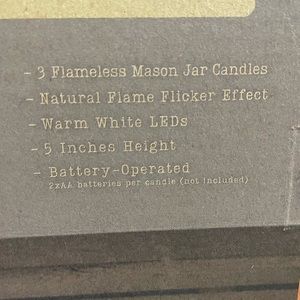 - 3 Flameless Mason Jar Candles
- Natural Flame Flicker Effect
- Warm White LEDs
- 5 Inches Height
- Battery-Operated
2xAA batteries per candle (not included)